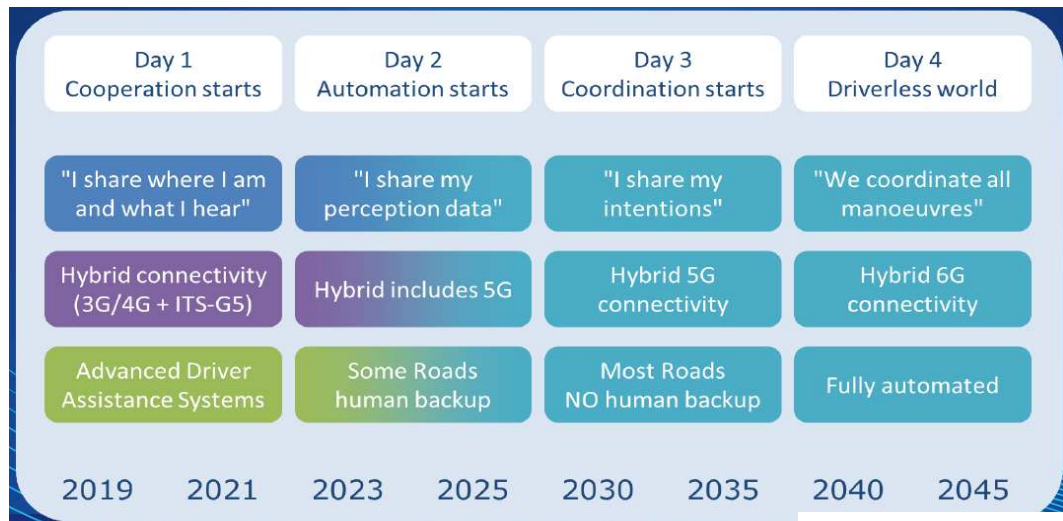 Day 1
Cooperation starts
Day 2
Automation starts
Day 3
Coordination starts
Day 4
Driverless world
"I share where I am
and what I hear"
"I share my
perception data"
"I share my
intentions"
"We coordinate all
manoeuvres"
Hybrid connectivity
(3G/4G + ITS-G5)
Hybrid includes 5G
Hybrid 5G
connectivity
Hybrid 6G
connectivity
Advanced Driver
Assistance Systems
Some Roads
human backup
Most Roads
NO human backup
Fully automated
2019 2021 2023 2025 2030 2035 2040 2045